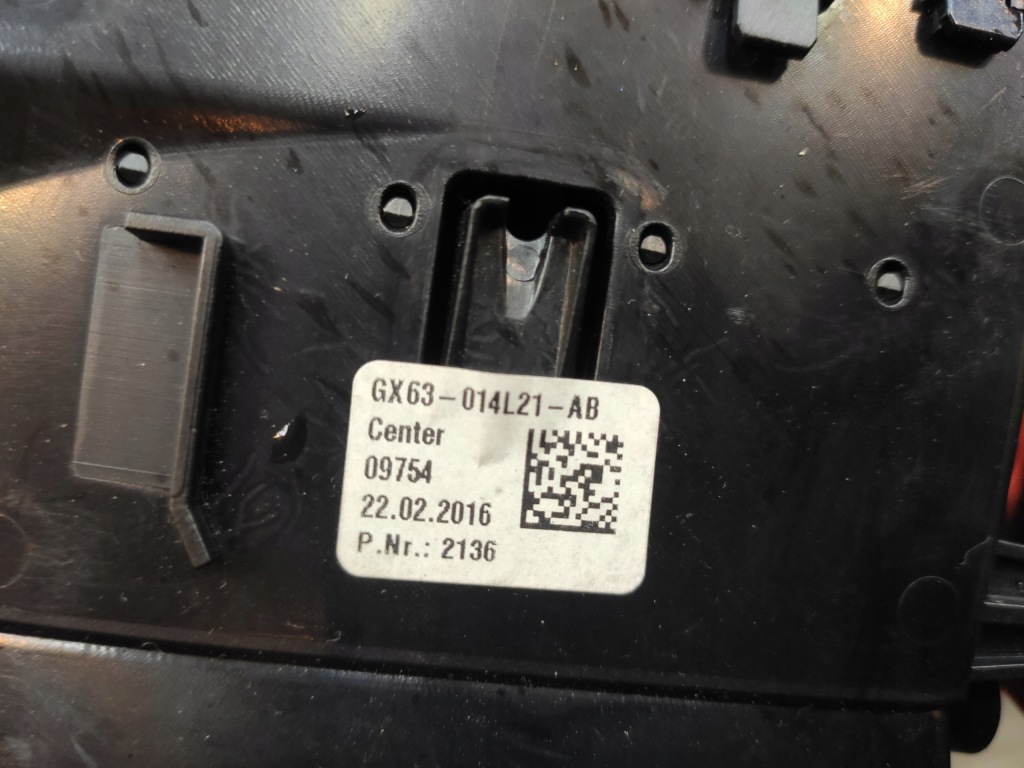 GX63-014L21-AB
Center
09754
22.02.2016
P.Nr.: 2136